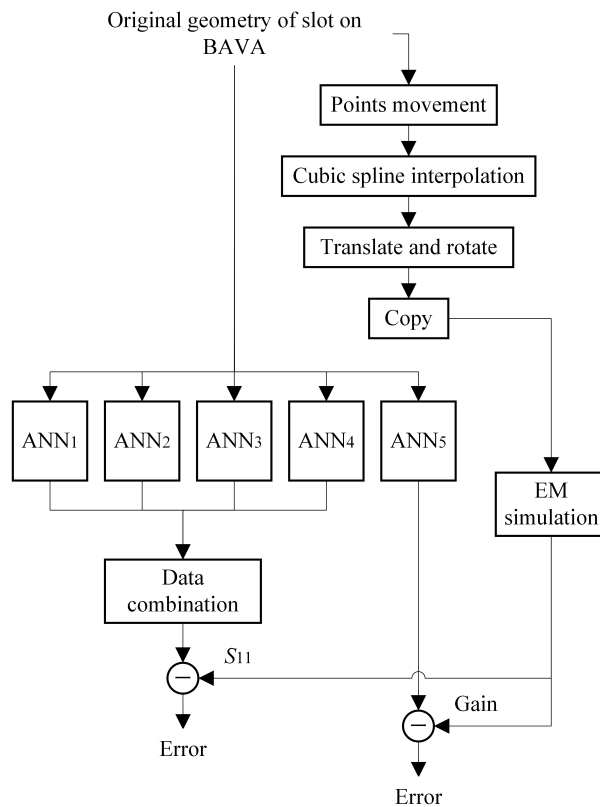 Original geometry of slot on
BAVA
Points movement
Cubic spline interpolation
Translate and rotate
Copy
ANN1
ANN2
ANN3
ANN4
ANN5
EM
simulation
Data
combination
S11
−
Gain
−
Error
Error